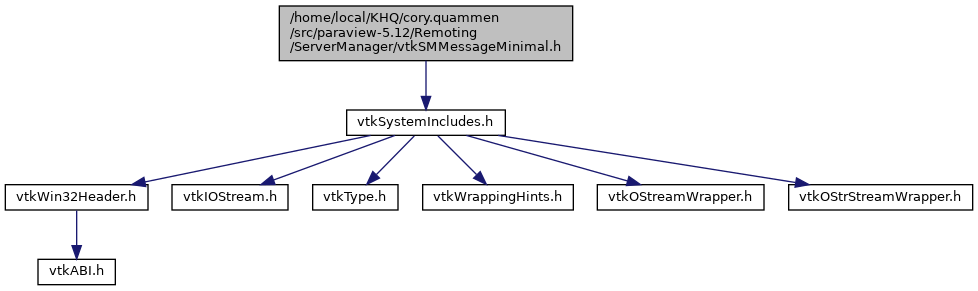 /home/local/KHQ/cory.quammen
/src/paraview-5.12/Remoting
/ServerManager/vtkSMMessageMinimal.h
vtkSystemIncludes.h
vtkWin32Header.h
vtkIOStream.h
vtkType.h
vtkWrappingHints.h
vtkOStreamWrapper.h
vtkOStrStreamWrapper.h
vtkABI.h